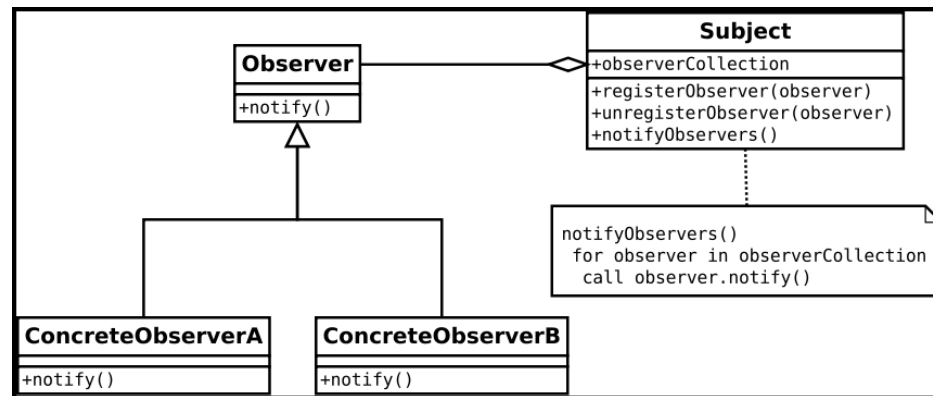 Observer
+notify()
Subject
+observerCollection
+registerObserver(observer)
+unregisterObserver(observer)
+notifyObservers()
notifyObservers()
for observer in observerCollection
call observer.notify()
ConcreteObserverA
+notify()
ConcreteObserverB
+notify()